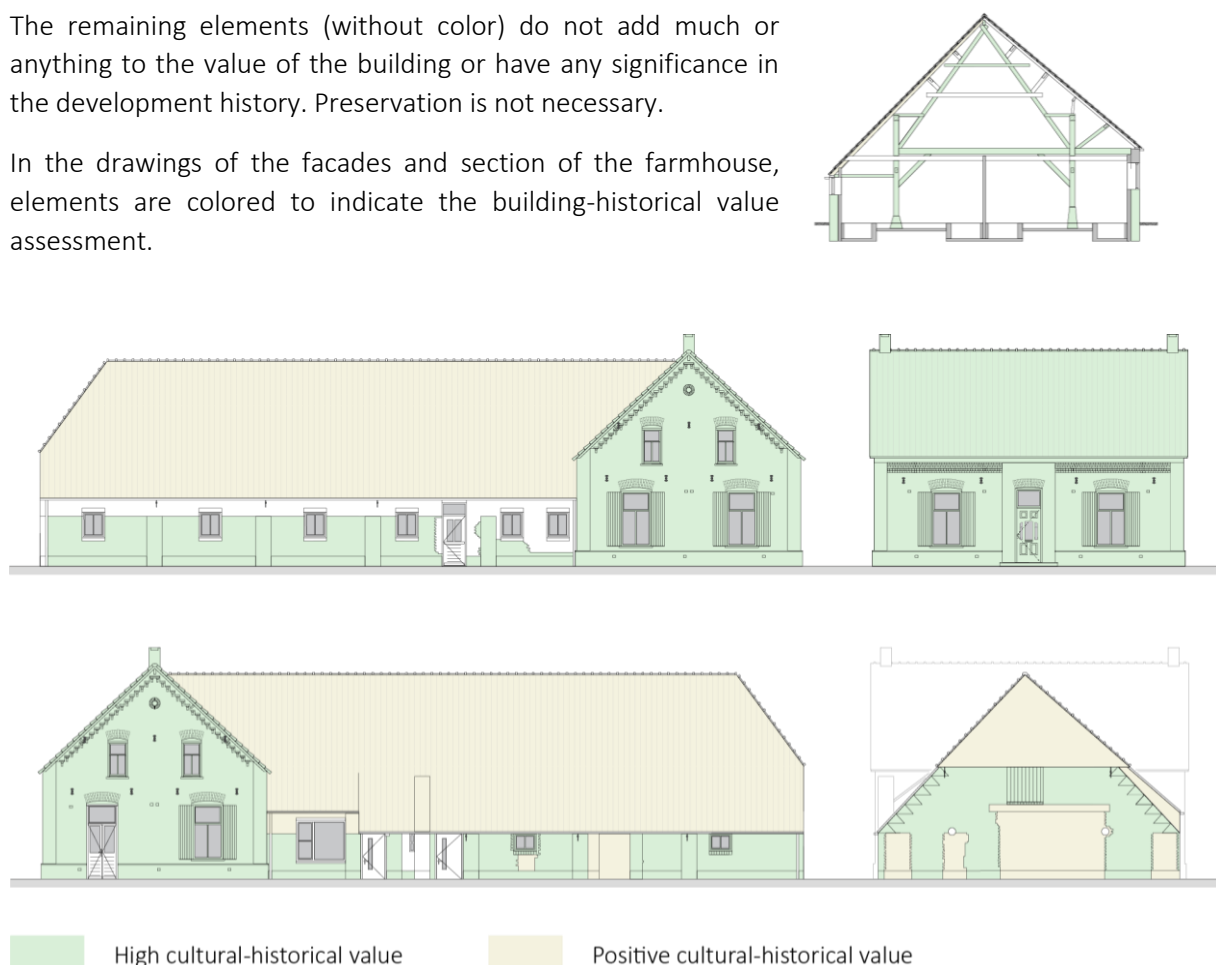 The remaining elements (without color) do not add much or
anything to the value of the building or have any significance in
the development history. Preservation is not necessary.
In the drawings of the facades and section of the farmhouse,
elements are colored to indicate the building-historical value
assessment.
High cultural-historical value
Positive cultural-historical value